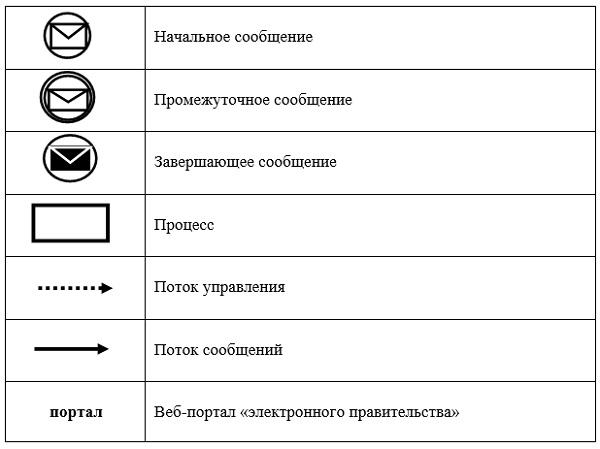 Начальное сообщение
Промежуточное сообщение
Завершающее сообщение
Процесс
Поток управления
Поток сообщений
портал Веб-портал «электронного правительства»